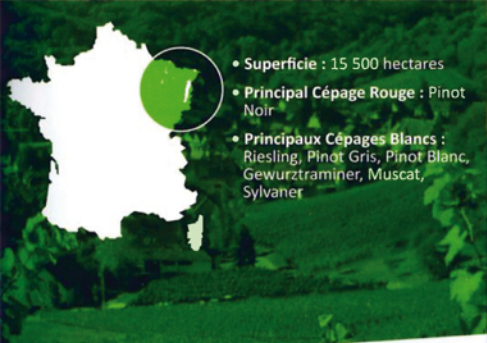 • Superficie : 15 500 hectares
• Principal Cépage Rouge : Pinot
Noir
• Principaux Cépages Blancs :
Riesling, Pinot Gris, Pinot Blanc,
Gewurztraminer, Muscat,
Sylvaner